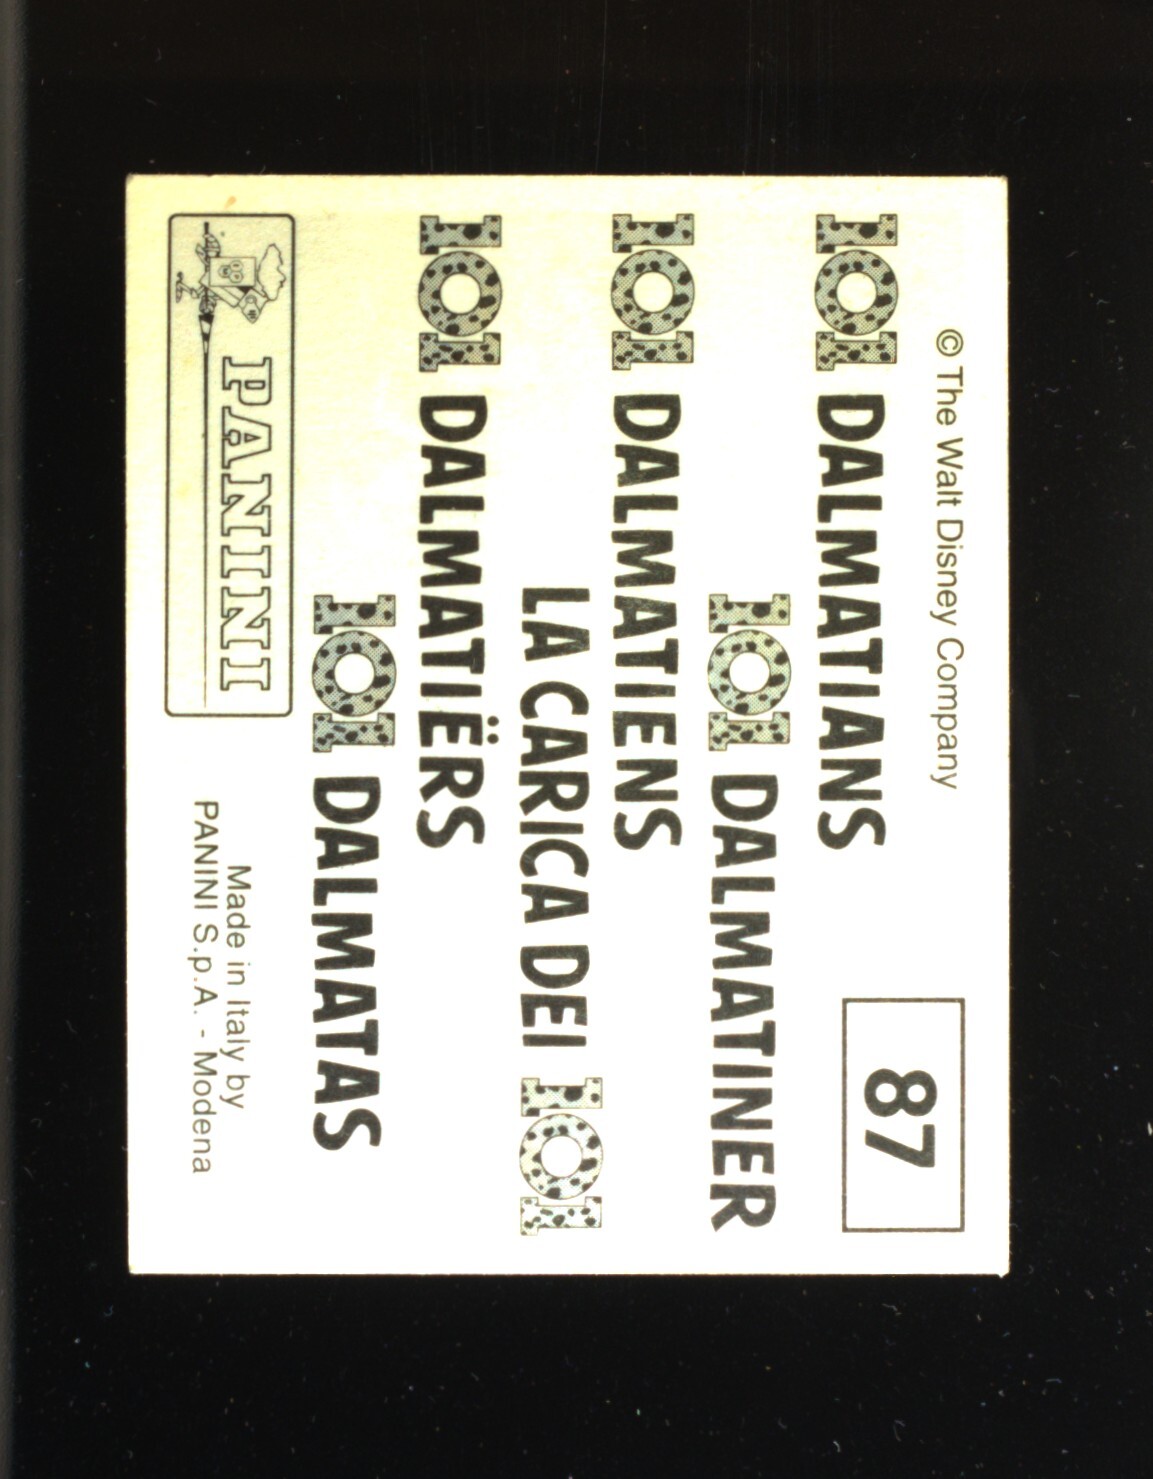 © The Walt Disney Company
87
101 DALMATIANS
101 DALMATINER
101 DALMATIENS
LA CARICA DEI 101
101 DALMATIËRS
101 DALMATAS
PANINI
Made in Italy by
PANINI S.p.A. - Modena